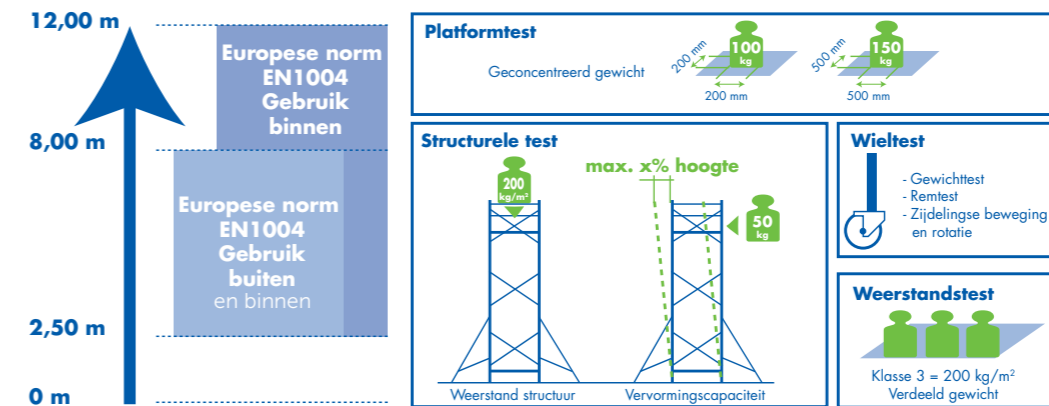 12,00 m
Europese norm
EN1004
Gebruik
binnen
8,00 m
Europese norm
EN1004
Gebruik
buiten
en binnen
2,50 m
0 m
Platformtest
Geconcentreerd gewicht
200 mm
100
kg
200 mm
500 mm
150
kg
500 mm
Structurele test
max. x% hoogte
200
kg/m²
50
kg
Weerstand structuur
Vervormingscapaciteit
Wieltest
- Gewichttest
- Remtest
- Zijdelingse beweging
en rotatie
Weerstandstest
Klasse 3 = 200 kg/m²
Verdeeld gewicht